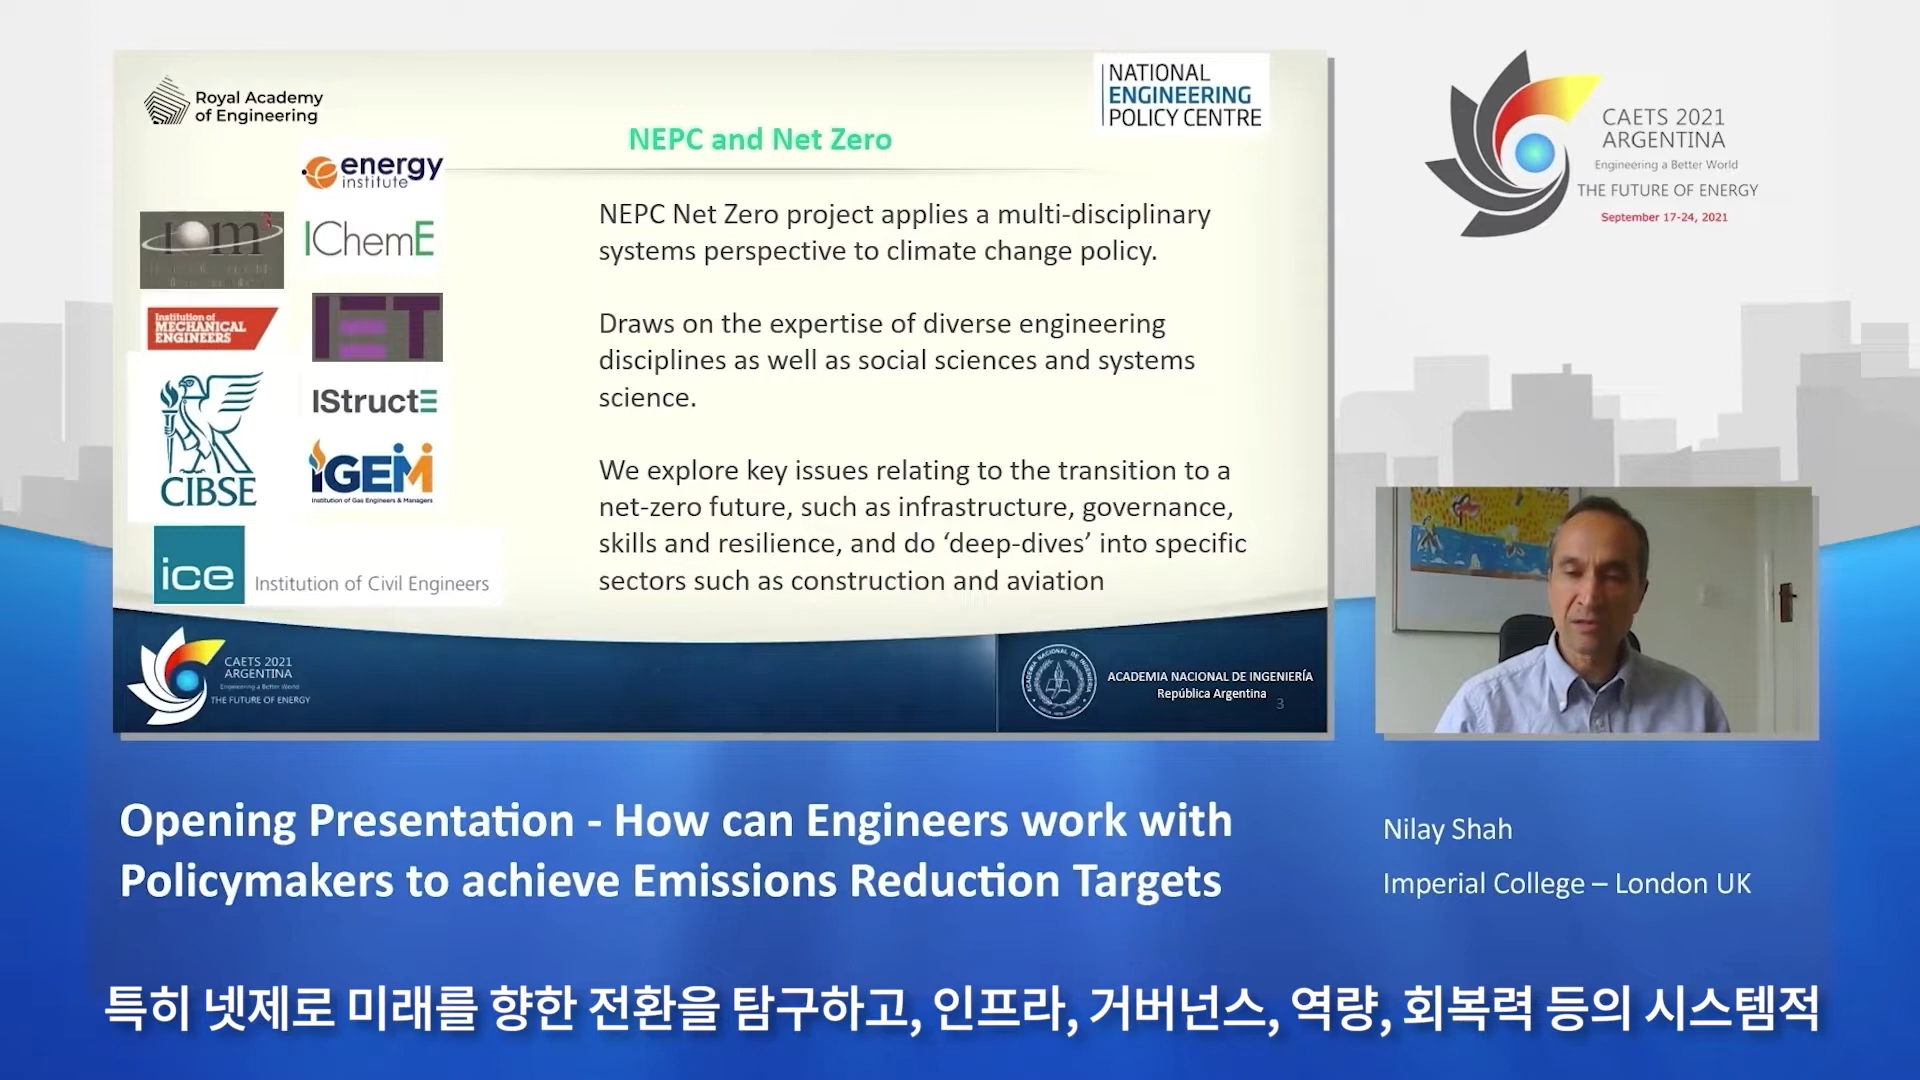 Royal Academy
of Engineering
NATIONAL
ENGINEERING
POLICY CENTRE
NEPC and Net Zero
energy
institute
IChemE
Institution of
MECHANICAL
ENGINEERS
IET
CIBSE
IStructE
iGEM
Institution of Gas Engineers & Managers
ice
Institution of Civil Engineers
NEPC Net Zero project applies a multi-disciplinary
systems perspective to climate change policy.
Draws on the expertise of diverse engineering
disciplines as well as social sciences and systems
science.
We explore key issues relating to the transition to a
net-zero future, such as infrastructure, governance,
skills and resilience, and do ‘deep-dives’ into specific
sectors such as construction and aviation
CAETS 2021
ARGENTINA
Engineering a Better World
THE FUTURE OF ENERGY
ACADEMIA NACIONAL DE INGENIERÍA
República Argentina
3
CAETS 2021
ARGENTINA
Engineering a Better World
THE FUTURE OF ENERGY
September 17-24, 2021
Opening Presentation - How can Engineers work with
Policymakers to achieve Emissions Reduction Targets
Nilay Shah
Imperial College – London UK
특히 넷제로 미래를 향한 전환을 탐구하고, 인프라, 거버넌스, 역량, 회복력 등의 시스템적